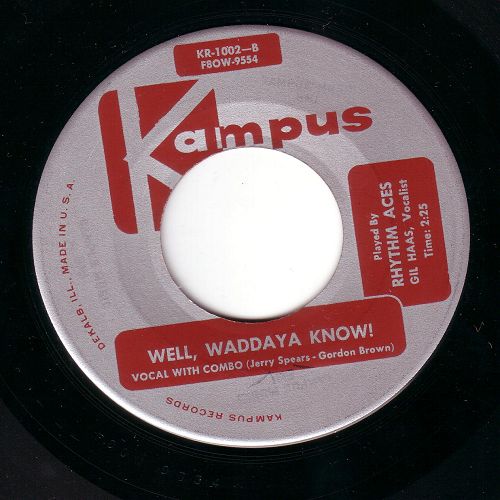 KR-1002—B
F8OW-9554
Kampus
Played By
RHYTHM ACES
GIL HAAS, Vocalist
Time: 2:25
WELL, WADDAYA KNOW!
VOCAL WITH COMBO (Jerry Spears - Gordon Brown)
KAMPUS RECORDS
DEKALB, ILL., MADE IN U.S.A.